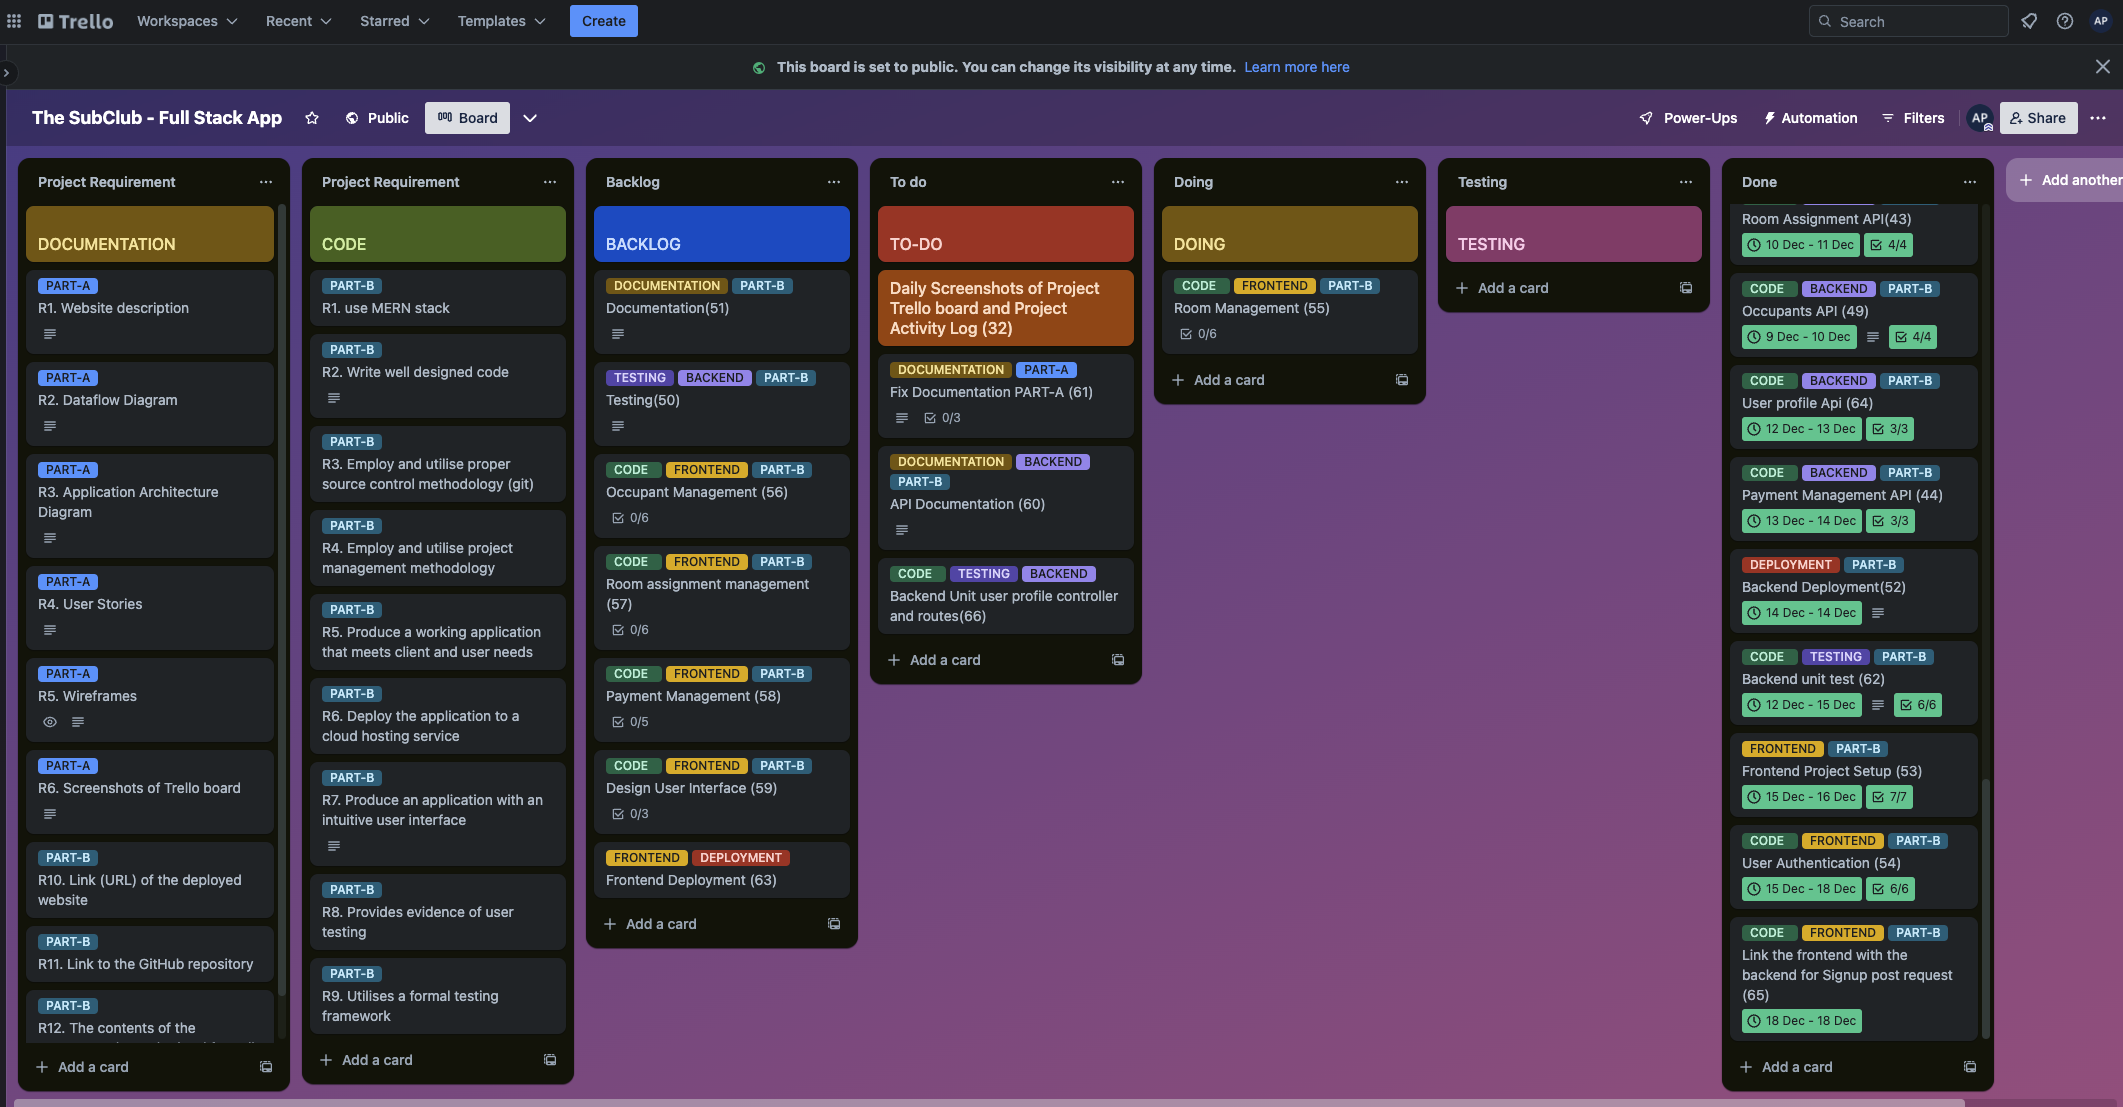 Trello
Workspaces
Recent
Starred
Templates
Create
Search
AP
This board is set to public. You can change its visibility at any time. Learn more here
The SubClub - Full Stack App
Public
Board
Power-Ups
Automation
Filters
AP
Share
Project Requirement
DOCUMENTATION
PART-A
R1. Website description
PART-A
R2. Dataflow Diagram
PART-A
R3. Application Architecture
Diagram
PART-A
R4. User Stories
PART-A
R5. Wireframes
PART-A
R6. Screenshots of Trello board
PART-B
R10. Link (URL) of the deployed
website
PART-B
R11. Link to the GitHub repository
PART-B
R12. The contents of the
Add a card
Project Requirement
CODE
PART-B
R1. use MERN stack
PART-B
R2. Write well designed code
PART-B
R3. Employ and utilise proper
source control methodology (git)
PART-B
R4. Employ and utilise project
management methodology
PART-B
R5. Produce a working application
that meets client and user needs
PART-B
R6. Deploy the application to a
cloud hosting service
PART-B
R7. Produce an application with an
intuitive user interface
PART-B
R8. Provides evidence of user
testing
PART-B
R9. Utilises a formal testing
framework
Add a card
Backlog
BACKLOG
DOCUMENTATION PART-B
Documentation(51)
TESTING BACKEND PART-B
Testing(50)
CODE FRONTEND PART-B
Occupant Management (56)
0/6
CODE FRONTEND PART-B
Room assignment management
(57)
0/6
CODE FRONTEND PART-B
Payment Management (58)
0/5
CODE FRONTEND PART-B
Design User Interface (59)
0/3
FRONTEND DEPLOYMENT
Frontend Deployment (63)
Add a card
To do
TO-DO
Daily Screenshots of Project
Trello board and Project
Activity Log (32)
DOCUMENTATION PART-A
Fix Documentation PART-A (61)
0/3
DOCUMENTATION BACKEND
PART-B
API Documentation (60)
CODE TESTING BACKEND
Backend Unit user profile controller
and routes(66)
Add a card
Doing
DOING
CODE FRONTEND PART-B
Room Management (55)
0/6
Add a card
Testing
TESTING
Add a card
Done
Room Assignment API(43)
10 Dec - 11 Dec 4/4
CODE BACKEND PART-B
Occupants API (49)
9 Dec - 10 Dec 4/4
CODE BACKEND PART-B
User profile Api (64)
12 Dec - 13 Dec 3/3
CODE BACKEND PART-B
Payment Management API (44)
13 Dec - 14 Dec 3/3
DEPLOYMENT PART-B
Backend Deployment(52)
14 Dec - 14 Dec
CODE TESTING PART-B
Backend unit test (62)
12 Dec - 15 Dec 6/6
FRONTEND PART-B
Frontend Project Setup (53)
15 Dec - 16 Dec 7/7
CODE FRONTEND PART-B
User Authentication (54)
15 Dec - 18 Dec 6/6
CODE FRONTEND PART-B
Link the frontend with the
backend for Signup post request
(65)
18 Dec - 18 Dec
Add a card
Add another